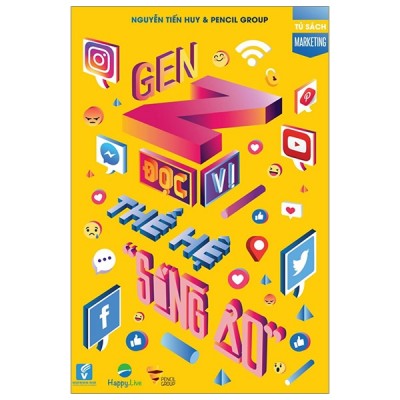 NGUYỄN TIẾN HUY & PENCIL GROUP
TỦ SÁCH
MARKETING
GEN
Z
ĐỌC VỊ
THẾ HỆ
"SỐNG ẢO"
Happy.Live
PENCIL
GROUP